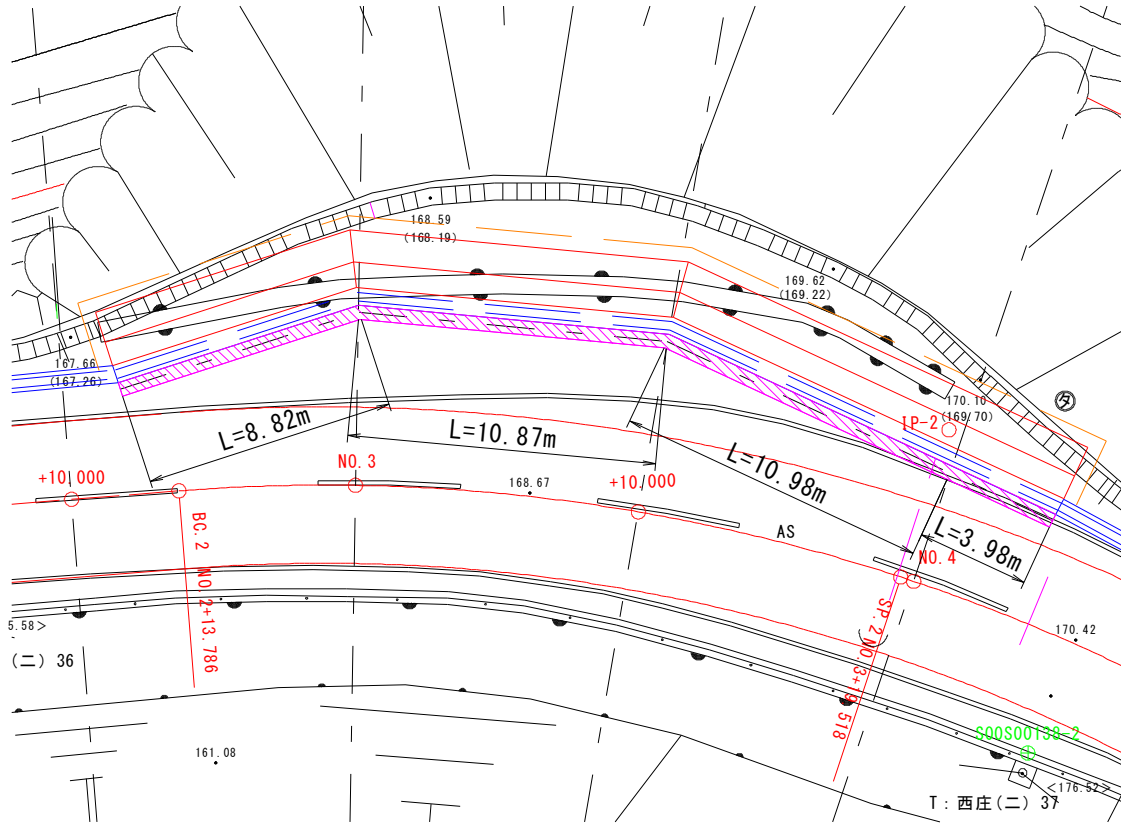 168.59
(168.19)
169.62
(169.22)
167.66
(167.26)
170.10
(169.70)
タ
IP-2
L=8.82m
L=10.87m
L=10.98m
L=3.98m
+10.000
NO.3
168.67
+10.000
AS
NO.4
BC.2 NO.2+13.786
SP.2 NO.3+19.518
170.42
5.58>
(二) 36
161.08
S00S00138-2
<176.52>
T:西庄(二) 37